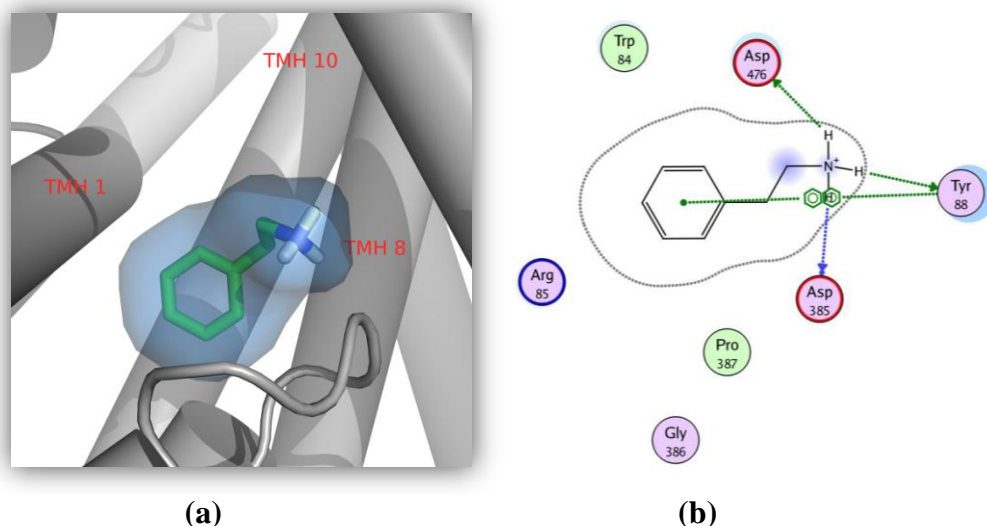 TMH 10
TMH 1
TMH 8
(a)
Trp
84
Asp
476
H
N+
H
H
Tyr
88
Arg
85
Asp
385
Pro
387
Gly
386
(b)